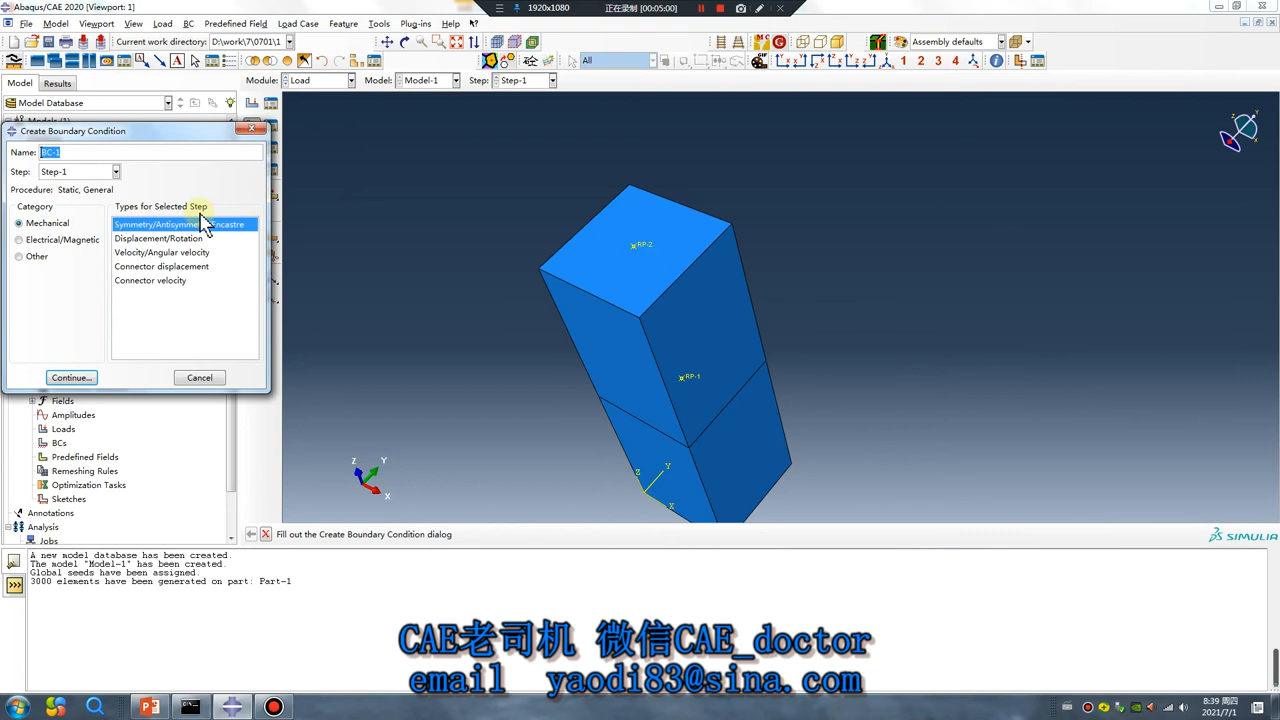 Abaqus/CAE 2020 [Viewport: 1]
1920x1080
正在录制 (00:05:00)
File Model Viewport View Load BC Predefined Field Load Case Feature Tools Plug-ins Help
Current work directory: D:\work\7\0701\1
All
Assembly defaults
1 2 3 4
Model Results
Module: Load Model: Model-1 Step: Step-1
Model Database
Models (1)
Create Boundary Condition
Name: BC-1
Step: Step-1
Procedure: Static, General
Category
Types for Selected Step
Mechanical
Electrical/Magnetic
Other
Displacement/Rotation
Velocity/Angular velocity
Connector displacement
Connector velocity
Continue...
Cancel
Fields
Amplitudes
Loads
BCs
Predefined Fields
Remeshing Rules
Optimization Tasks
Sketches
Annotations
Analysis
Jobs
RP-2
RP-1
Z
Y
X
Z
Y
X
Fill out the Create Boundary Condition dialog
SIMULIA
A new model database has been created.
The model "Model-1" has been created.
Global seeds have been assigned.
3000 elements have been generated on part: Part-1
CAE老司机 微信CAE_doctor
email yaodi83@sina.com
8:39 周四
2021/7/1